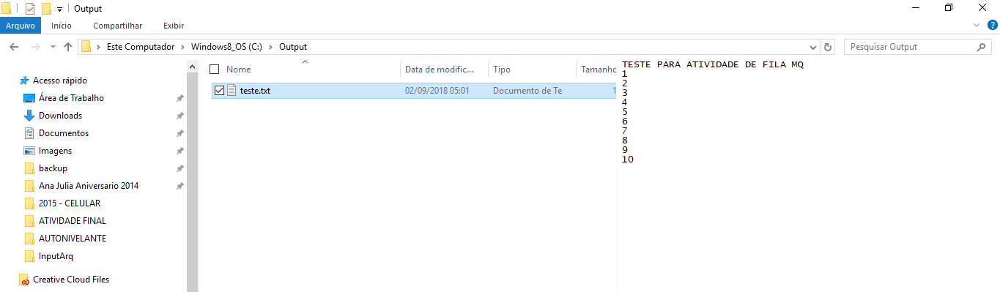 Output
Arquivo Início Compartilhar Exibir
Este Computador Windows8_OS (C:) Output
Pesquisar Output
Acesso rápido
Área de Trabalho
Downloads
Documentos
Imagens
backup
Ana Julia Aniversario 2014
2015 - CELULAR
ATIVIDADE FINAL
AUTONIVELANTE
InputArq
Creative Cloud Files
Nome Data de modific... Tipo Tamanho
teste.txt 02/09/2018 05:01 Documento de Te 1
TESTE PARA ATIVIDADE DE FILA MQ
1
2
3
4
5
6
7
8
9
10